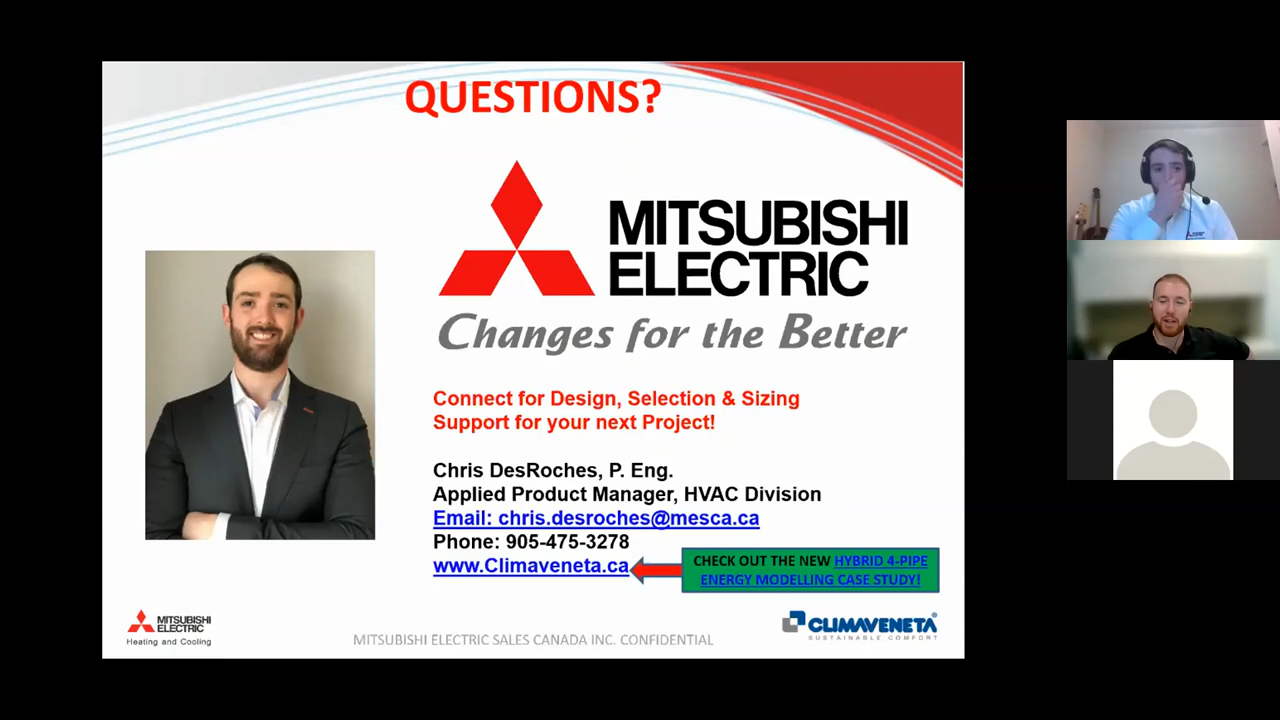 QUESTIONS?
MITSUBISHI
ELECTRIC
Changes for the Better
Connect for Design, Selection & Sizing
Support for your next Project!
Chris DesRoches, P. Eng.
Applied Product Manager, HVAC Division
Email: chris.desroches@mesca.ca
Phone: 905-475-3278
www.Climaveneta.ca
CHECK OUT THE NEW HYBRID 4-PIPE
ENERGY MODELLING CASE STUDY!
MITSUBISHI
ELECTRIC
Heating and Cooling
MITSUBISHI ELECTRIC SALES CANADA INC. CONFIDENTIAL
CLIMAVENETA
SUSTAINABLE COMFORT